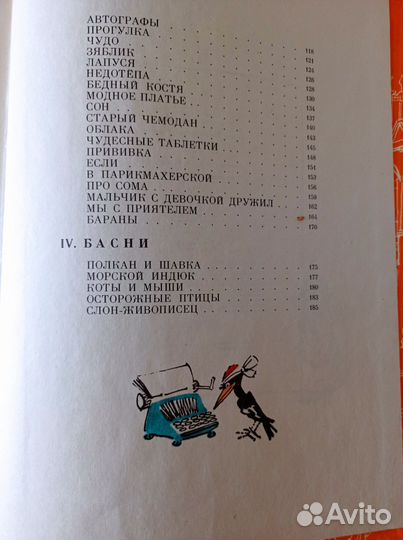 АВТОГРАФЫ . . . . . . . . . . 118
ПРОГУЛКА . . . . . . . . . . 121
ЧУДО . . . . . . . . . . 124
ЗЯБЛИК . . . . . . . . . . 126
ЛАПУСЯ . . . . . . . . . . 128
НЕДОТЁПА . . . . . . . . . . 130
БЕДНЫЙ КОСТЯ . . . . . . . . . . 134
МОДНОЕ ПЛАТЬЕ . . . . . . . . . . 137
СОН . . . . . . . . . . 140
СТАРЫЙ ЧЕМОДАН . . . . . . . . . . 143
ОБЛАКА . . . . . . . . . . 145
ЧУДЕСНЫЕ ТАБЛЕТКИ . . . . . . . . . . 148
ПРИВИВКА . . . . . . . . . . 151
ЕСЛИ . . . . . . . . . . 153
В ПАРИКМАХЕРСКОЙ . . . . . . . . . . 156
ПРО СОМА . . . . . . . . . . 159
МАЛЬЧИК С ДЕВОЧКОЙ ДРУЖИЛ . . . . 162
МЫ С ПРИЯТЕЛЕМ . . . . . . . . . . 164
БАРАНЫ . . . . . . . . . . 170
IV. БАСНИ
ПОЛКАН И ШАВКА . . . . . . . . . . 175
МОРСКОЙ ИНДЮК . . . . . . . . . . 177
КОТЫ И МЫШИ . . . . . . . . . . 180
ОСТОРОЖНЫЕ ПТИЦЫ . . . . . . . . . . 183
СЛОН-ЖИВОПИСЕЦ . . . . . . . . . . 185
Avito